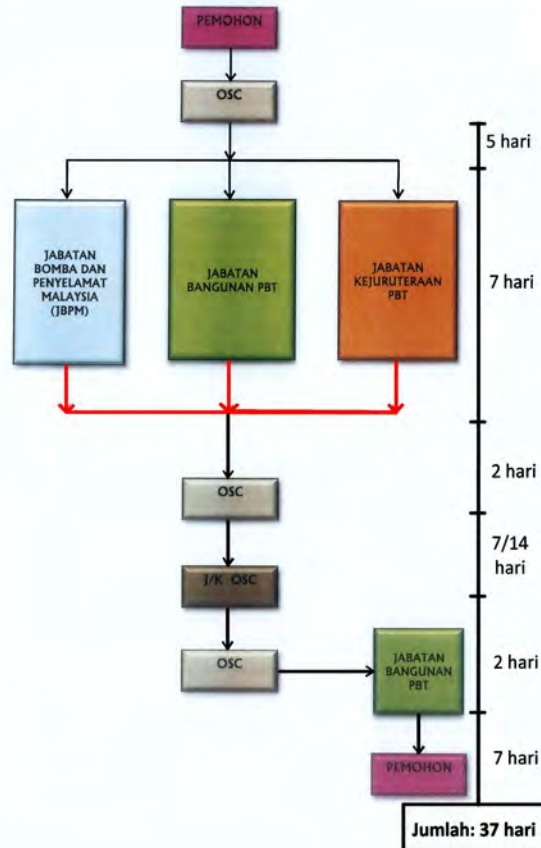 PEMOHON
OSC
5 hari
JABATAN
BOMBA DAN
PENYELAMAT
MALAYSIA
(JBPM)
JABATAN
BANGUNAN PBT
JABATAN
KEJURUTERAAN
PBT
7 hari
OSC
2 hari
J/K OSC
7/14
hari
OSC
JABATAN
BANGUNAN
PBT
2 hari
PEMOHON
7 hari
Jumlah: 37 hari